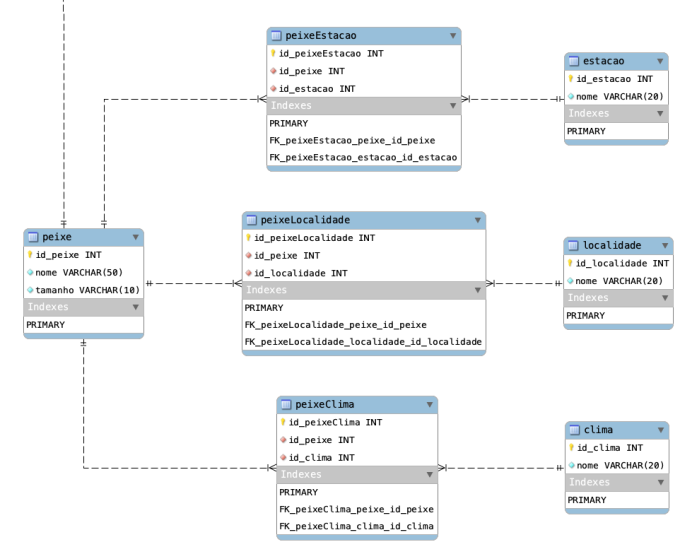 peixeEstacao
id_peixeEstacao INT
id_peixe INT
id_estacao INT
Indexes
PRIMARY
FK_peixeEstacao_peixe_id_peixe
FK_peixeEstacao_estacao_id_estacao
estacao
id_estacao INT
nome VARCHAR(20)
Indexes
PRIMARY
peixe
id_peixe INT
nome VARCHAR(50)
tamanho VARCHAR(10)
Indexes
PRIMARY
peixeLocalidade
id_peixeLocalidade INT
id_peixe INT
id_localidade INT
Indexes
PRIMARY
FK_peixeLocalidade_peixe_id_peixe
FK_peixeLocalidade_localidade_id_localidade
localidade
id_localidade INT
nome VARCHAR(20)
Indexes
PRIMARY
peixeClima
id_peixeClima INT
id_peixe INT
id_clima INT
Indexes
PRIMARY
FK_peixeClima_peixe_id_peixe
FK_peixeClima_clima_id_clima
clima
id_clima INT
nome VARCHAR(20)
Indexes
PRIMARY